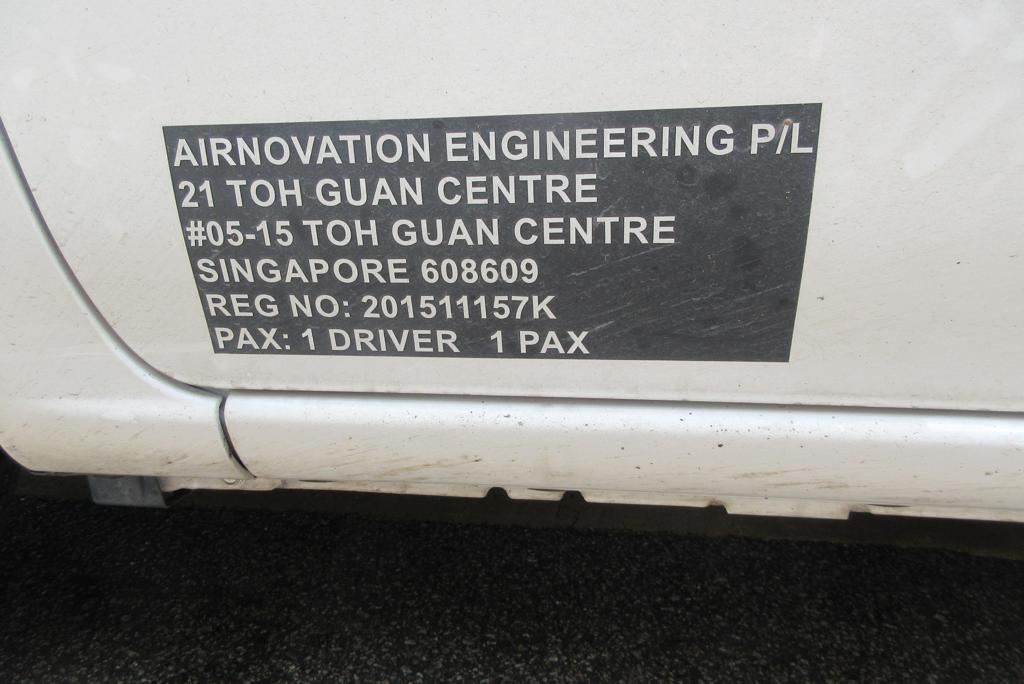 AIRNOVATION ENGINEERING P/L
21 TOH GUAN CENTRE
#05-15 TOH GUAN CENTRE
SINGAPORE 608609
REG NO: 201511157K
PAX: 1 DRIVER 1 PAX